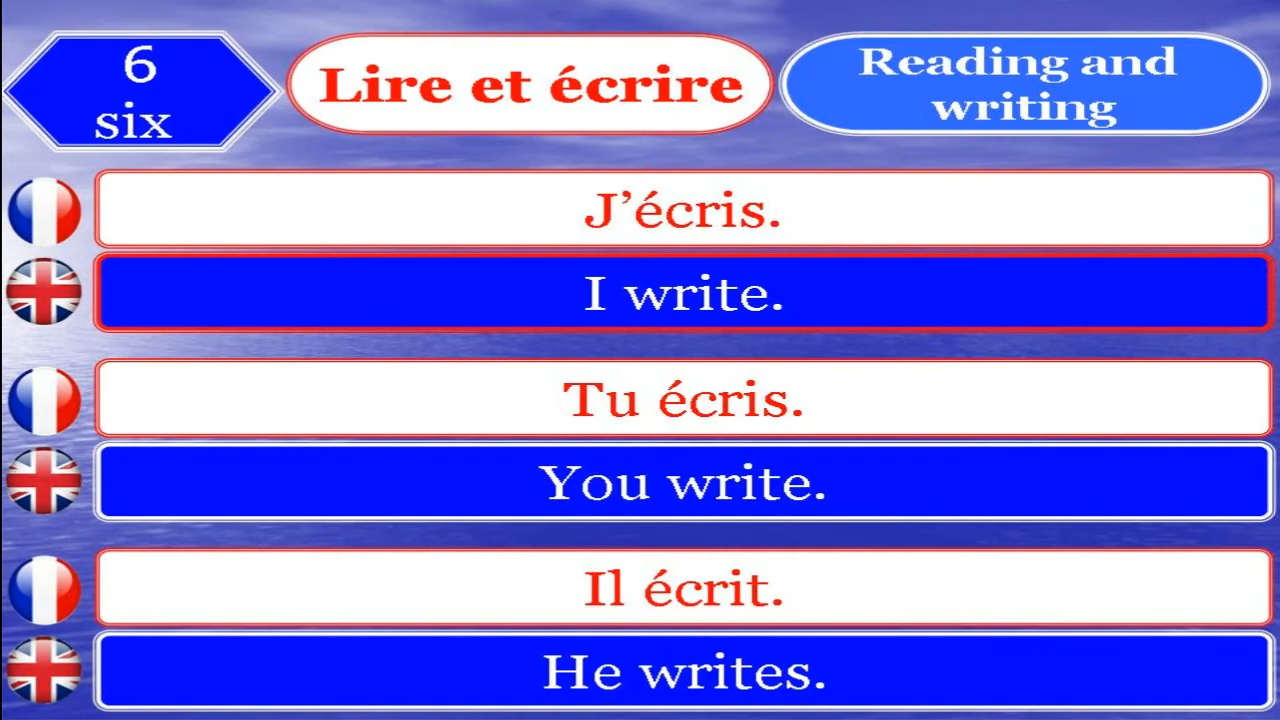 6
six
Lire et écrire
Reading and
writing
J’écris.
I write.
Tu écris.
You write.
Il écrit.
He writes.